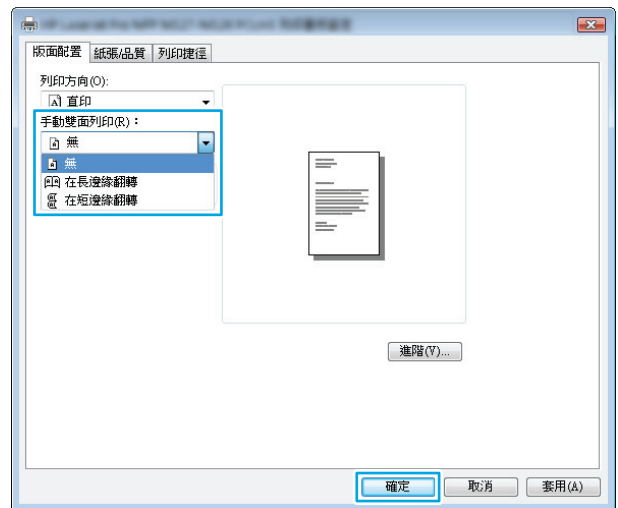 版面配置 紙張/品質 列印捷徑
列印方向(O):
直印
手動雙面列印(R):
無
無
在長邊緣翻轉
在短邊緣翻轉
進階(V)...
確定 取消 套用(A)